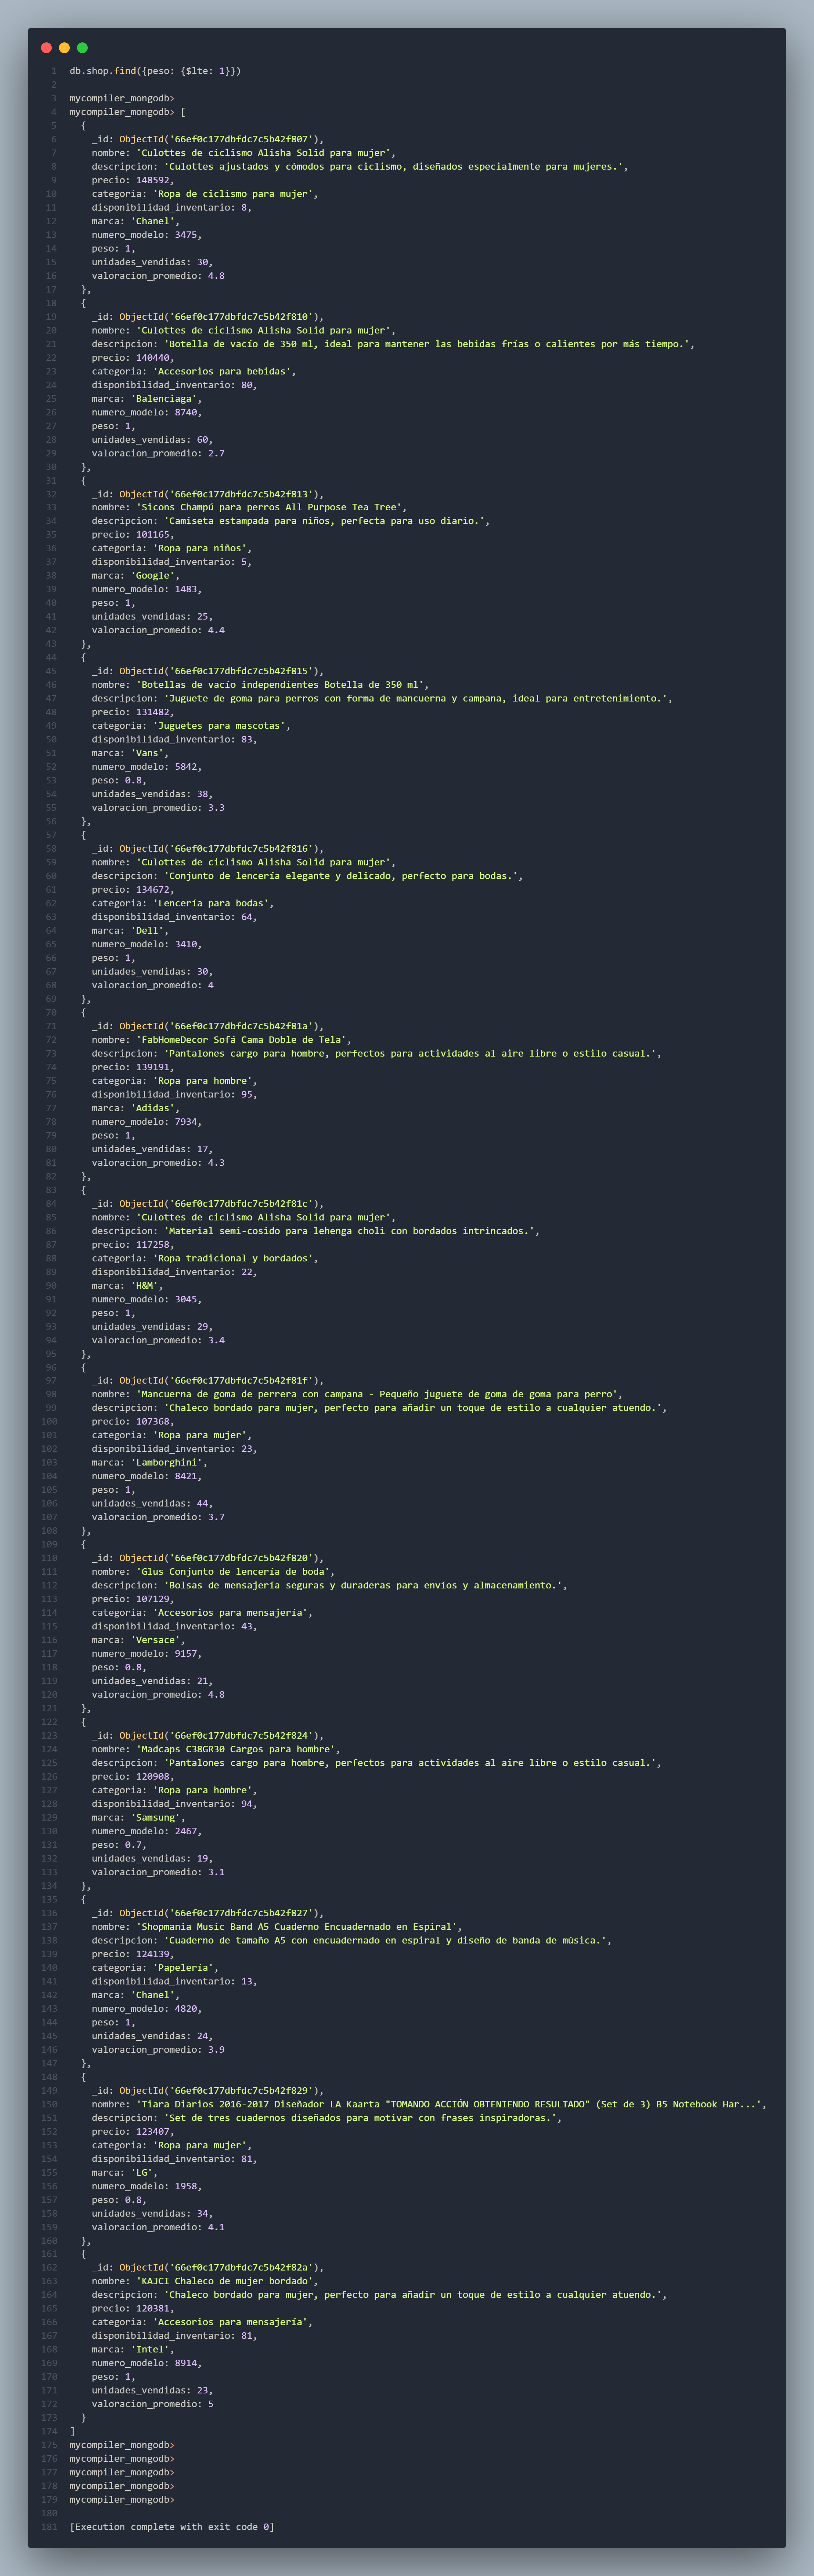 1 db.shop.find({peso: {$lte: 1}})
2
3 mycompiler_mongodb>
4 mycompiler_mongodb> [
5 {
6 _id: ObjectId('66ef0c177dbfdc7c5b42f807'),
7 nombre: 'Culottes de ciclismo Alisha Solid para mujer',
8 descripcion: 'Culottes ajustados y cómodos para ciclismo, diseñados especialmente para mujeres.',
9 precio: 148592,
10 categoria: 'Ropa de ciclismo para mujer',
11 disponibilidad_inventario: 8,
12 marca: 'Chanel',
13 numero_modelo: 3475,
14 peso: 1,
15 unidades_vendidas: 30,
16 valoracion_promedio: 4.8
17 },
18 {
19 _id: ObjectId('66ef0c177dbfdc7c5b42f810'),
20 nombre: 'Culottes de ciclismo Alisha Solid para mujer',
21 descripcion: 'Botella de vacío de 350 ml, ideal para mantener las bebidas frías o calientes por más tiempo.',
22 precio: 140440,
23 categoria: 'Accesorios para bebidas',
24 disponibilidad_inventario: 80,
25 marca: 'Balenciaga',
26 numero_modelo: 8740,
27 peso: 1,
28 unidades_vendidas: 60,
29 valoracion_promedio: 2.7
30 },
31 {
32 _id: ObjectId('66ef0c177dbfdc7c5b42f813'),
33 nombre: 'Sicons Champú para perros All Purpose Tea Tree',
34 descripcion: 'Camiseta estampada para niños, perfecta para uso diario.',
35 precio: 101165,
36 categoria: 'Ropa para niños',
37 disponibilidad_inventario: 5,
38 marca: 'Google',
39 numero_modelo: 1483,
40 peso: 1,
41 unidades_vendidas: 25,
42 valoracion_promedio: 4.4
43 },
44 {
45 _id: ObjectId('66ef0c177dbfdc7c5b42f815'),
46 nombre: 'Botellas de vacío independientes Botella de 350 ml',
47 descripcion: 'Juguete de goma para perros con forma de mancuerna y campana, ideal para entretenimiento.',
48 precio: 131482,
49 categoria: 'Juguetes para mascotas',
50 disponibilidad_inventario: 83,
51 marca: 'Vans',
52 numero_modelo: 5842,
53 peso: 0.8,
54 unidades_vendidas: 38,
55 valoracion_promedio: 3.3
56 },
57 {
58 _id: ObjectId('66ef0c177dbfdc7c5b42f816'),
59 nombre: 'Culottes de ciclismo Alisha Solid para mujer',
60 descripcion: 'Conjunto de lencería elegante y delicado, perfecto para bodas.',
61 precio: 134672,
62 categoria: 'Lencería para bodas',
63 disponibilidad_inventario: 64,
64 marca: 'Dell',
65 numero_modelo: 3410,
66 peso: 1,
67 unidades_vendidas: 30,
68 valoracion_promedio: 4
69 },
70 {
71 _id: ObjectId('66ef0c177dbfdc7c5b42f81a'),
72 nombre: 'FabHomeDecor Sofá Cama Doble de Tela',
73 descripcion: 'Pantalones cargo para hombre, perfectos para actividades al aire libre o estilo casual.',
74 precio: 139191,
75 categoria: 'Ropa para hombre',
76 disponibilidad_inventario: 95,
77 marca: 'Adidas',
78 numero_modelo: 7934,
79 peso: 1,
80 unidades_vendidas: 17,
81 valoracion_promedio: 4.3
82 },
83 {
84 _id: ObjectId('66ef0c177dbfdc7c5b42f81c'),
85 nombre: 'Culottes de ciclismo Alisha Solid para mujer',
86 descripcion: 'Material semi-cosido para lehenga choli con bordados intrincados.',
87 precio: 117258,
88 categoria: 'Ropa tradicional y bordados',
89 disponibilidad_inventario: 22,
90 marca: 'H&M',
91 numero_modelo: 3045,
92 peso: 1,
93 unidades_vendidas: 29,
94 valoracion_promedio: 3.4
95 },
96 {
97 _id: ObjectId('66ef0c177dbfdc7c5b42f81f'),
98 nombre: 'Mancuerna de goma de perrera con campana - Pequeño juguete de goma de goma para perro',
99 descripcion: 'Chaleco bordado para mujer, perfecto para añadir un toque de estilo a cualquier atuendo.',
100 precio: 107368,
101 categoria: 'Ropa para mujer',
102 disponibilidad_inventario: 23,
103 marca: 'Lamborghini',
104 numero_modelo: 8421,
105 peso: 1,
106 unidades_vendidas: 44,
107 valoracion_promedio: 3.7
108 },
109 {
110 _id: ObjectId('66ef0c177dbfdc7c5b42f820'),
111 nombre: 'Glus Conjunto de lencería de boda',
112 descripcion: 'Bolsas de mensajería seguras y duraderas para envíos y almacenamiento.',
113 precio: 107129,
114 categoria: 'Accesorios para mensajería',
115 disponibilidad_inventario: 43,
116 marca: 'Versace',
117 numero_modelo: 9157,
118 peso: 0.8,
119 unidades_vendidas: 21,
120 valoracion_promedio: 4.8
121 },
122 {
123 _id: ObjectId('66ef0c177dbfdc7c5b42f824'),
124 nombre: 'Madcaps C38GR30 Cargos para hombre',
125 descripcion: 'Pantalones cargo para hombre, perfectos para actividades al aire libre o estilo casual.',
126 precio: 120908,
127 categoria: 'Ropa para hombre',
128 disponibilidad_inventario: 94,
129 marca: 'Samsung',
130 numero_modelo: 2467,
131 peso: 0.7,
132 unidades_vendidas: 19,
133 valoracion_promedio: 3.1
134 },
135 {
136 _id: ObjectId('66ef0c177dbfdc7c5b42f827'),
137 nombre: 'Shopmania Music Band A5 Cuaderno Encuadernado en Espiral',
138 descripcion: 'Cuaderno de tamaño A5 con encuadernado en espiral y diseño de banda de música.',
139 precio: 124139,
140 categoria: 'Papelería',
141 disponibilidad_inventario: 13,
142 marca: 'Chanel',
143 numero_modelo: 4820,
144 peso: 1,
145 unidades_vendidas: 24,
146 valoracion_promedio: 3.9
147 },
148 {
149 _id: ObjectId('66ef0c177dbfdc7c5b42f829'),
150 nombre: 'Tiara Diarios 2016-2017 Diseñador LA Kaarta "TOMANDO ACCIÓN OBTENIENDO RESULTADO" (Set de 3) B5 Notebook Har...',
151 descripcion: 'Set de tres cuadernos diseñados para motivar con frases inspiradoras.',
152 precio: 123407,
153 categoria: 'Ropa para mujer',
154 disponibilidad_inventario: 81,
155 marca: 'LG',
156 numero_modelo: 1958,
157 peso: 0.8,
158 unidades_vendidas: 34,
159 valoracion_promedio: 4.1
160 },
161 {
162 _id: ObjectId('66ef0c177dbfdc7c5b42f82a'),
163 nombre: 'KAJCI Chaleco de mujer bordado',
164 descripcion: 'Chaleco bordado para mujer, perfecto para añadir un toque de estilo a cualquier atuendo.',
165 precio: 120381,
166 categoria: 'Accesorios para mensajería',
167 disponibilidad_inventario: 81,
168 marca: 'Intel',
169 numero_modelo: 8914,
170 peso: 1,
171 unidades_vendidas: 23,
172 valoracion_promedio: 5
173 }
174 ]
175 mycompiler_mongodb>
176 mycompiler_mongodb>
177 mycompiler_mongodb>
178 mycompiler_mongodb>
179 mycompiler_mongodb>
180
181 [Execution complete with exit code 0]